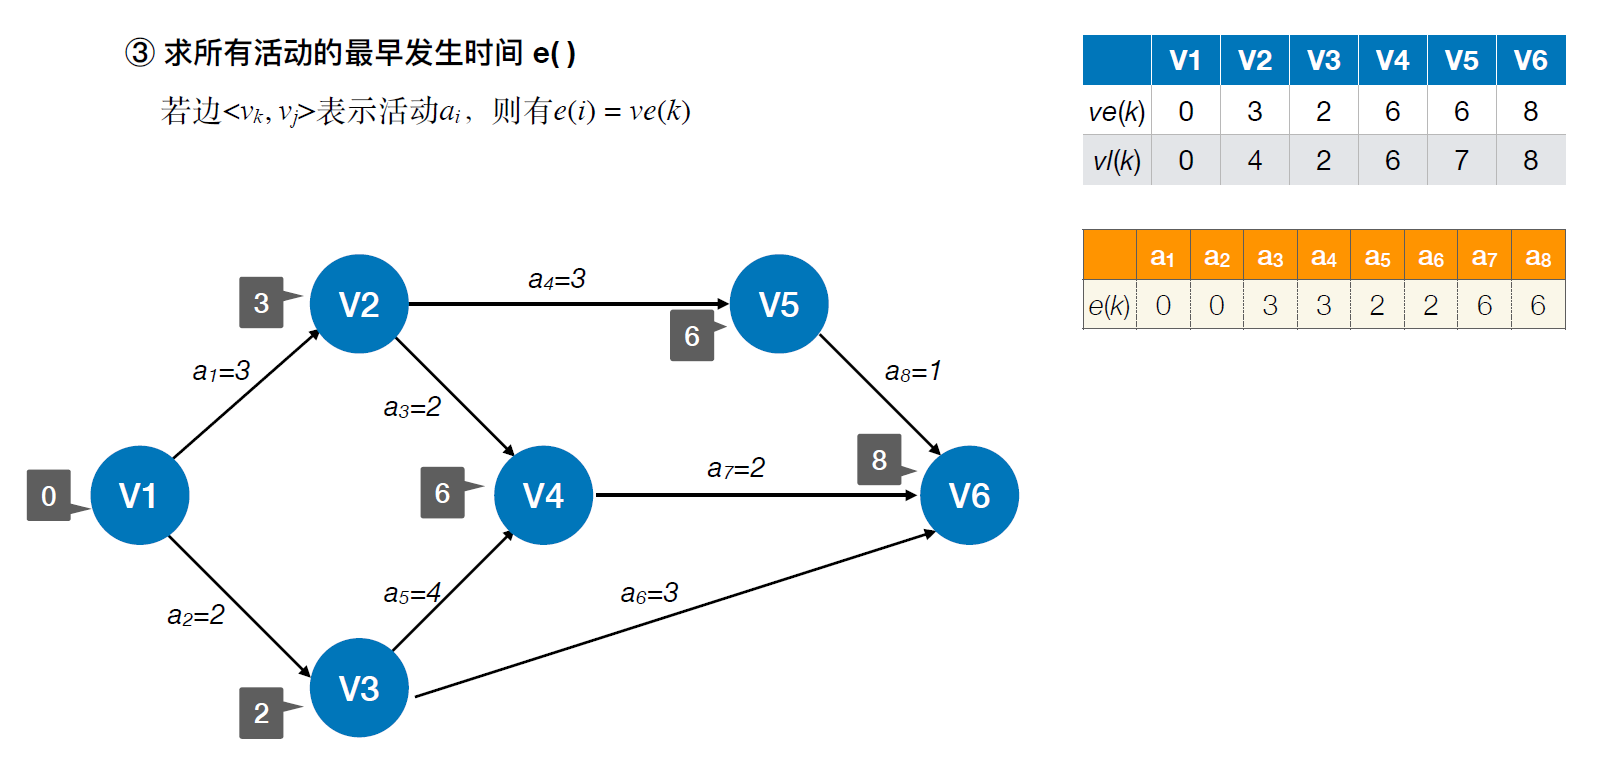 ③ 求所有活动的最早发生时间 e( )
若边<vk, vj>表示活动ai，则有e(i) = ve(k)
V1 V2 V3 V4 V5 V6
ve(k) 0 3 2 6 6 8
vl(k) 0 4 2 6 7 8
a1 a2 a3 a4 a5 a6 a7 a8
e(k) 0 0 3 3 2 2 6 6
3
V2
a4=3
V5
6
a1=3
a3=2
a8=1
0
V1
6
V4
a7=2
8
V6
a2=2
a5=4
a6=3
V3
2